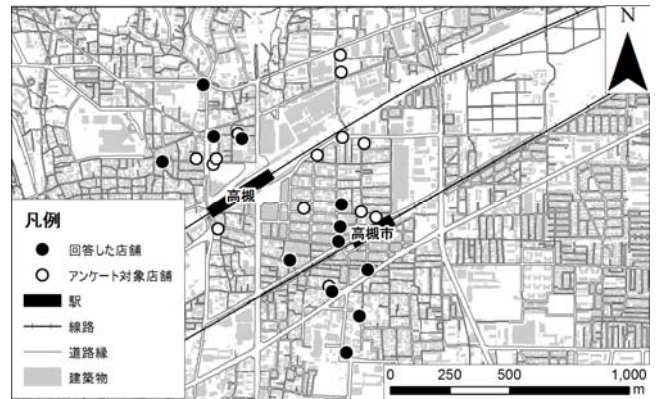 N
高槻
高槻市
凡例
回答した店舗
アンケート対象店舗
駅
線路
道路縁
建築物
0 250 500 1,000
m